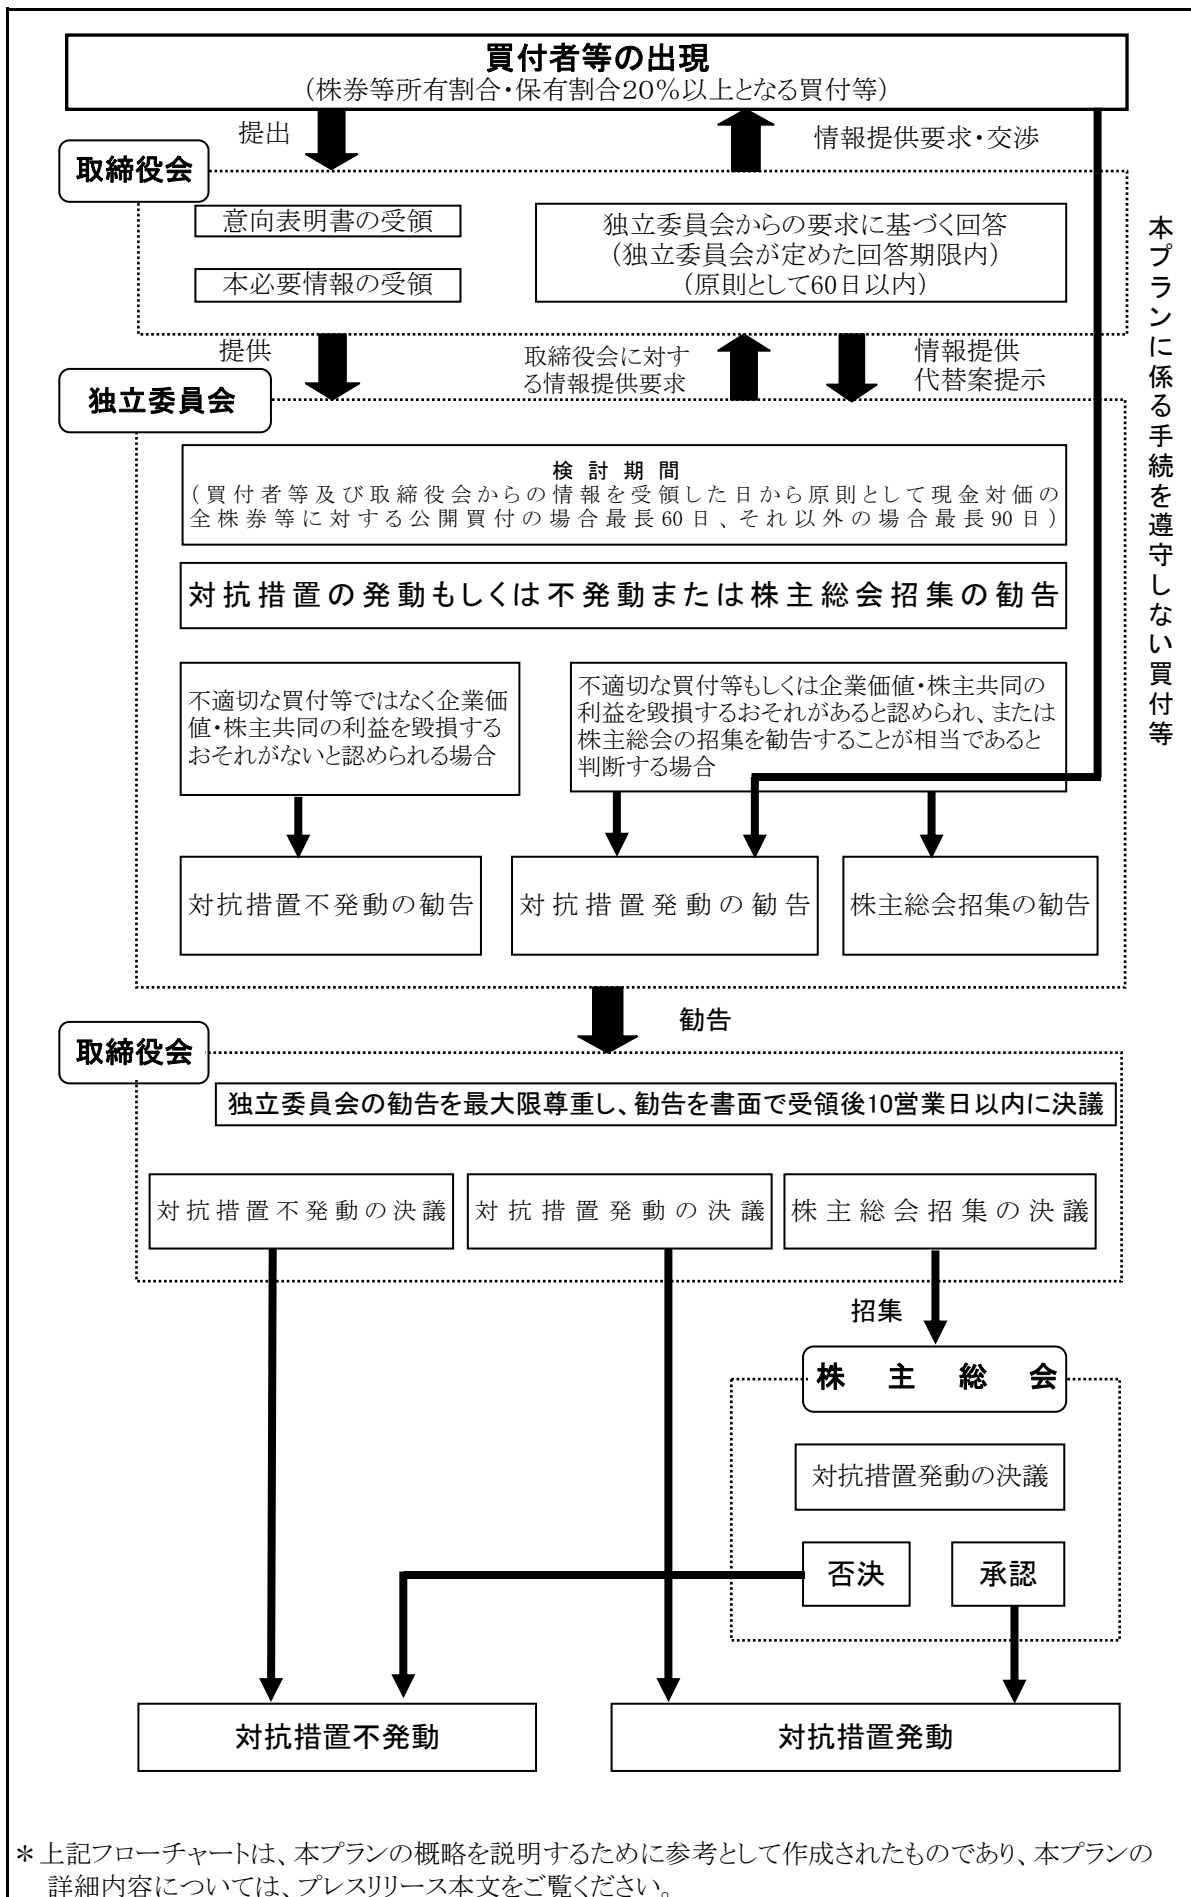 買付者等の出現
(株券等所有割合・保有割合20%以上となる買付等)
提出
情報提供要求・交渉
取締役会
意向表明書の受領
本必要情報の受領
独立委員会からの要求に基づく回答
(独立委員会が定めた回答期限内)
(原則として60日以内)
本プランに係る手続を遵守しない買付等
提供
取締役会に対す
る情報提供要求
情報提供
代替案提示
独立委員会
検討期間
(買付者等及び取締役会からの情報を受領した日から原則として現金対価の
全株券等に対する公開買付の場合最長60日、それ以外の場合最長90日)
対抗措置の発動もしくは不発動または株主総会招集の勧告
不適切な買付等ではなく企業価
値・株主共同の利益を毀損する
おそれがないと認められる場合
不適切な買付等もしくは企業価値・株主共同の
利益を毀損するおそれがあると認められ、または
株主総会の招集を勧告することが相当であると
判断する場合
対抗措置不発動の勧告
対抗措置発動の勧告
株主総会招集の勧告
勧告
取締役会
独立委員会の勧告を最大限尊重し、勧告を書面で受領後10営業日以内に決議
対抗措置不発動の決議
対抗措置発動の決議
株主総会招集の決議
招集
株主総会
対抗措置発動の決議
否決
承認
対抗措置不発動
対抗措置発動
*上記フローチャートは、本プランの概略を説明するために参考として作成されたものであり、本プランの
詳細内容については、プレスリリース本文をご覧ください。